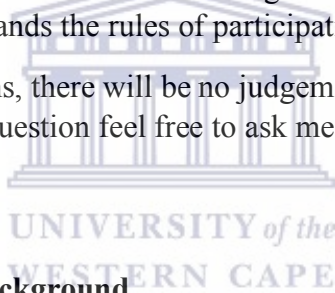 ands the rules of participat
s, there will be no judgem
uestion feel free to ask me
UNIVERSITY of the
WESTERN CAPE
ckground